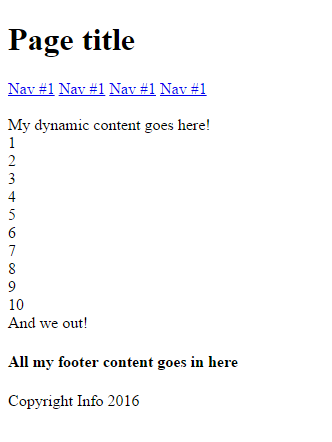 Page title
Nav #1 Nav #1 Nav #1 Nav #1
My dynamic content goes here!
1
2
3
4
5
6
7
8
9
10
And we out!
All my footer content goes in here
Copyright Info 2016